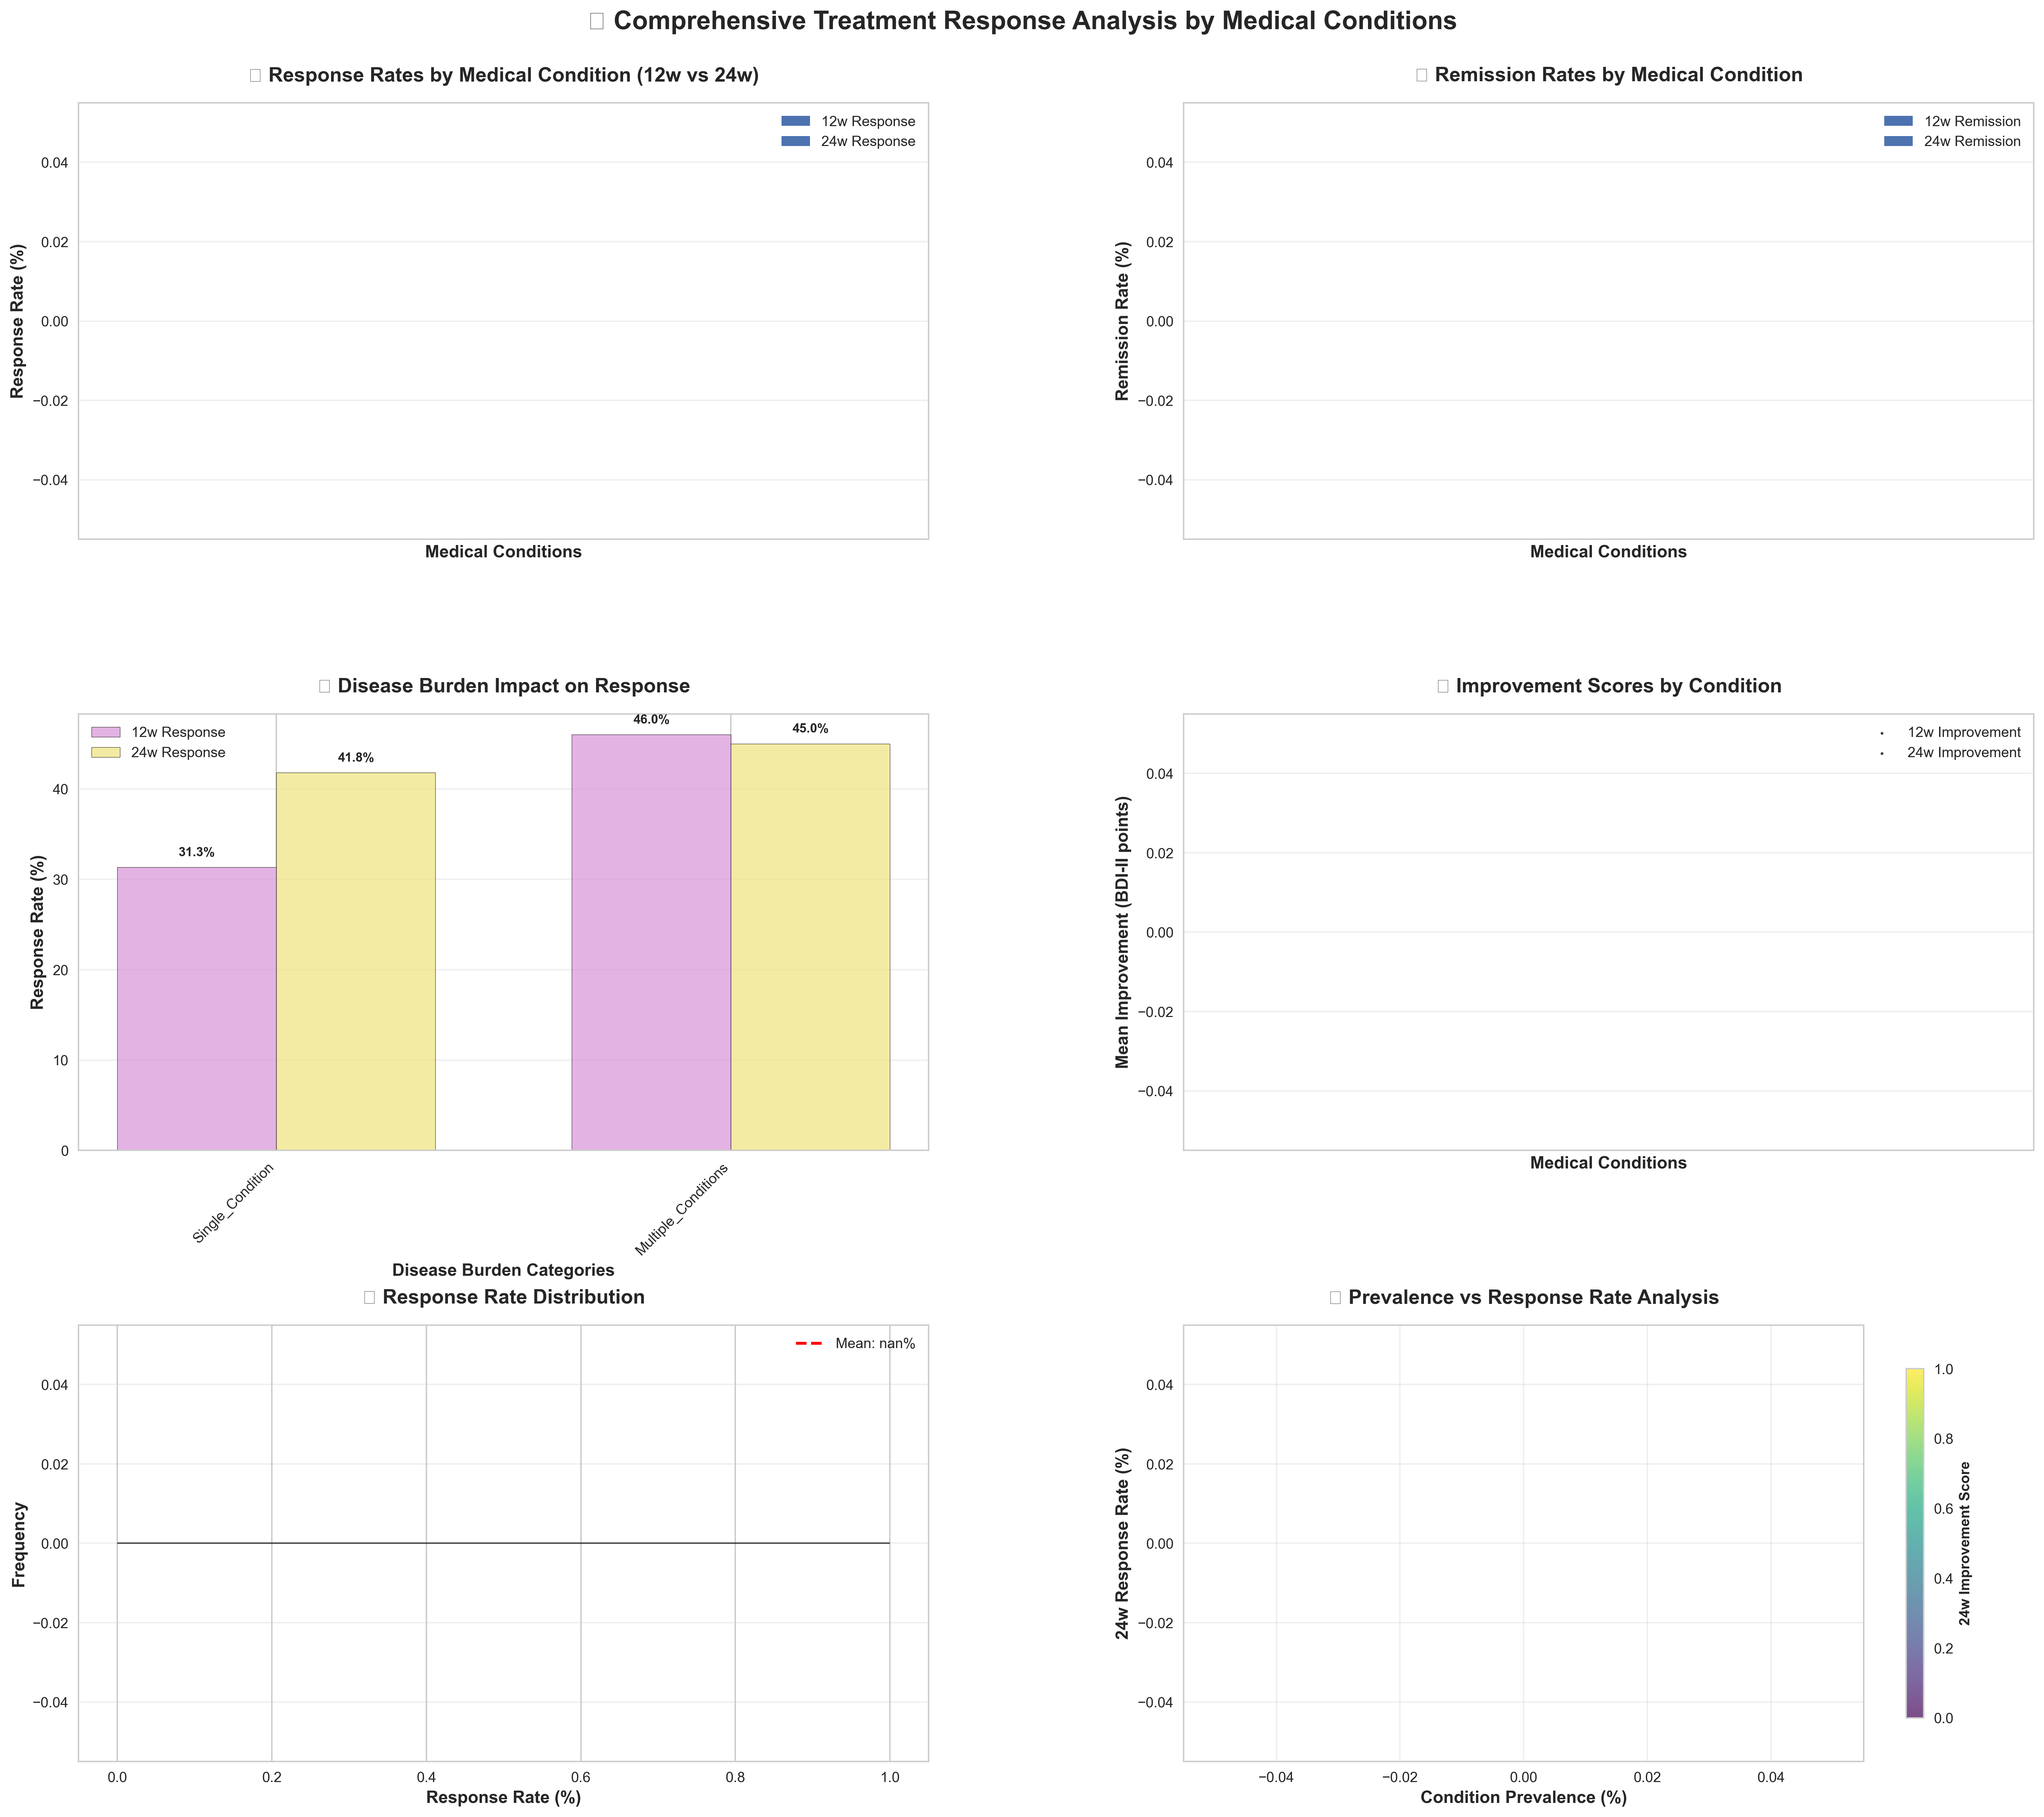 Comprehensive Treatment Response Analysis by Medical Conditions
Response Rates by Medical Condition (12w vs 24w)
12w Response
24w Response
0.04
0.02
0.00
−0.02
−0.04
Response Rate (%)
Medical Conditions
Remission Rates by Medical Condition
12w Remission
24w Remission
0.04
0.02
0.00
−0.02
−0.04
Remission Rate (%)
Medical Conditions
Disease Burden Impact on Response
12w Response
24w Response
31.3%
41.8%
46.0%
45.0%
40
30
20
10
0
Response Rate (%)
Single_Condition
Multiple_Conditions
Disease Burden Categories
Improvement Scores by Condition
12w Improvement
24w Improvement
0.04
0.02
0.00
−0.02
−0.04
Mean Improvement (BDI-II points)
Medical Conditions
Response Rate Distribution
Mean: nan%
0.04
0.02
0.00
−0.02
−0.04
Frequency
0.0 0.2 0.4 0.6 0.8 1.0
Response Rate (%)
Prevalence vs Response Rate Analysis
0.04
0.02
0.00
−0.02
−0.04
24w Response Rate (%)
−0.04 −0.02 0.00 0.02 0.04
Condition Prevalence (%)
1.0
0.8
0.6
0.4
0.2
0.0
24w Improvement Score